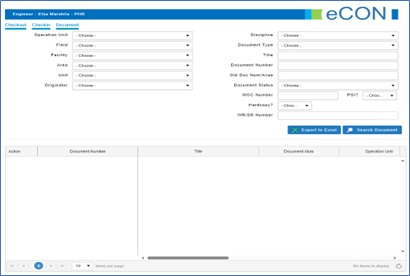 Engineer - Elsa Marshita - PHR
eCON
Checkout Checkin Document
Operation Unit - Choose -
Field - Choose -
Facility - Choose -
Area - Choose -
Unit - Choose -
Originator - Choose -
Discipline - Choose -
Document Type - Choose -
Title
Document Number
Old Doc Num/Alias
Document Status - Choose -
MOC Number PSI? - Choo...
Hardcopy? - Choo...
WR/SR Number
Export to Excel Search Document
Action Document Number Title Document Alias Operation Unit
10 Items per page No items to display